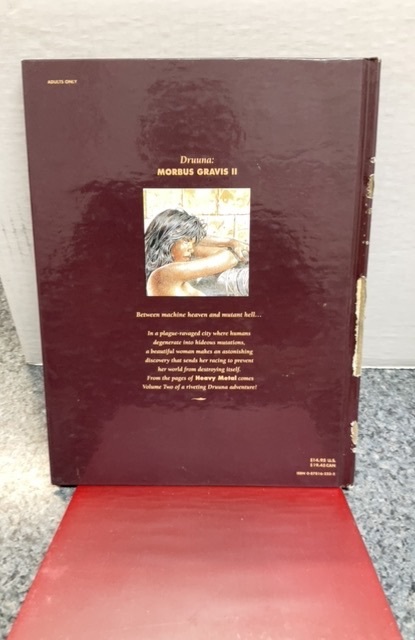 ADULTS ONLY
Druuna:
MORBUS GRAVIS II
Between machine heaven and mutant hell...
In a plague-ravaged city where humans
degenerate into hideous mutations,
a beautiful woman makes an astonishing
discovery that sends her racing to prevent
her world from destroying itself.
From the pages of Heavy Metal comes
Volume Two of a riveting Druuna adventure!
$14.95 U.S.
ISBN